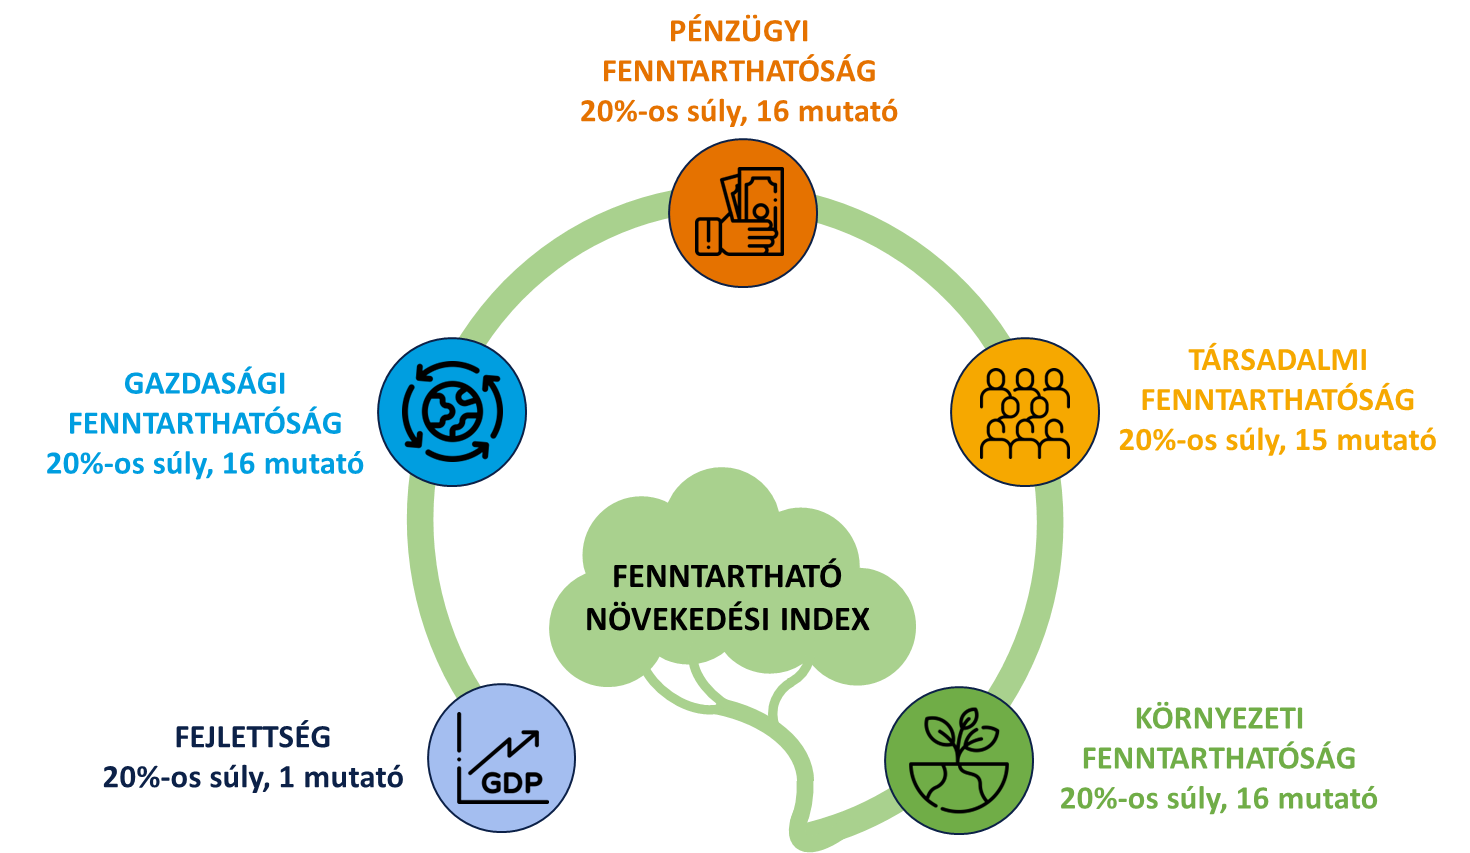 PÉNZÜGYI
FENNTARTHATÓSÁG
20%-os súly, 16 mutató
GAZDASÁGI
FENNTARTHATÓSÁG
20%-os súly, 16 mutató
TÁRSADALMI
FENNTARTHATÓSÁG
20%-os súly, 15 mutató
FENNTARTHATÓ
NÖVEKEDÉSI INDEX
FEJLETTSÉG
20%-os súly, 1 mutató
GDP
KÖRNYEZETI
FENNTARTHATÓSÁG
20%-os súly, 16 mutató